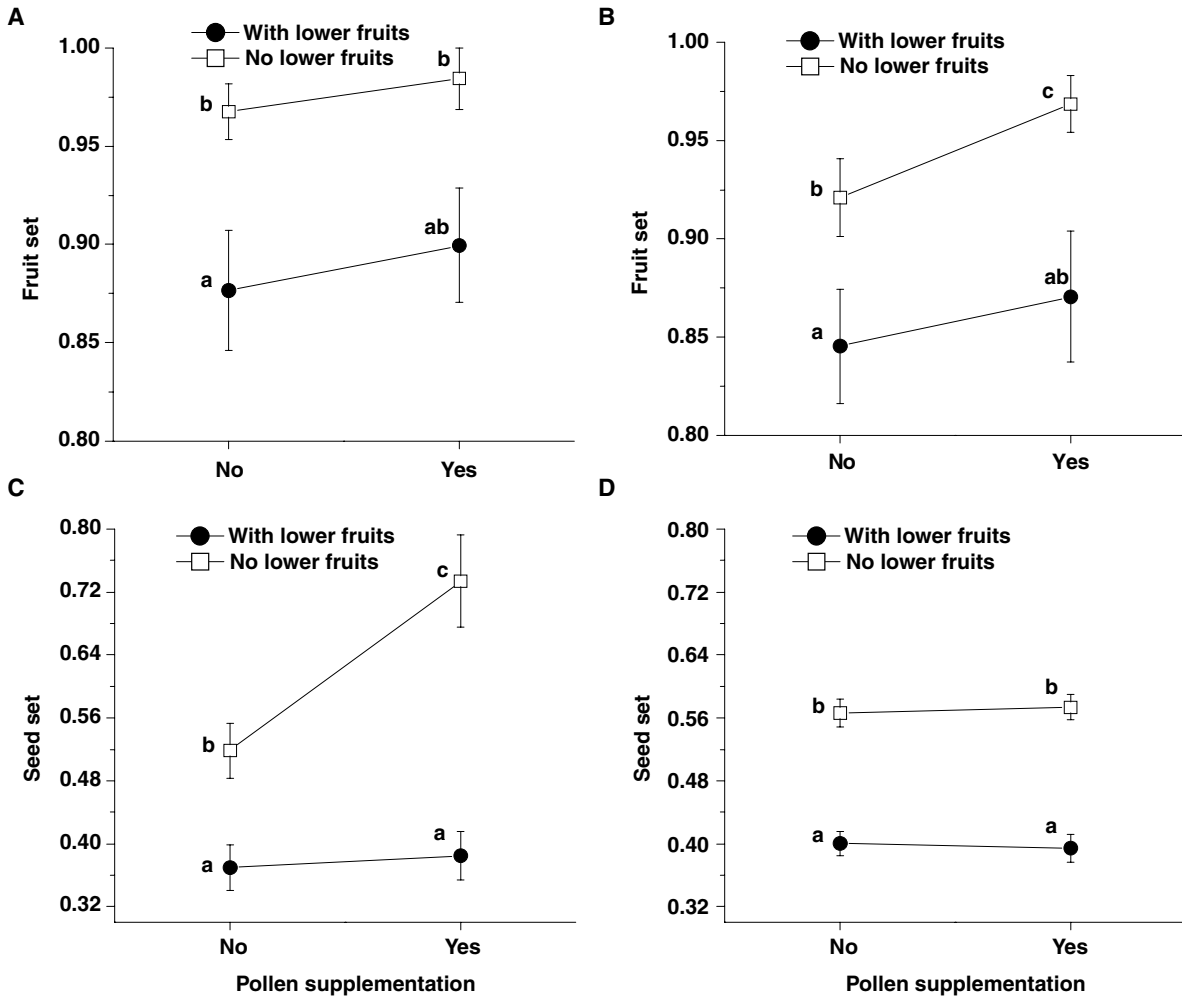 A
With lower fruits
No lower fruits
1.00
0.95
0.90
0.85
0.80
Fruit set
b
b
a
ab
No
Yes
B
With lower fruits
No lower fruits
1.00
0.95
0.90
0.85
0.80
Fruit set
b
c
a
ab
No
Yes
C
With lower fruits
No lower fruits
0.80
0.72
0.64
0.56
0.48
0.40
0.32
Seed set
b
c
a
a
No
Yes
Pollen supplementation
D
With lower fruits
No lower fruits
0.80
0.72
0.64
0.56
0.48
0.40
0.32
Seed set
b
b
a
a
No
Yes
Pollen supplementation